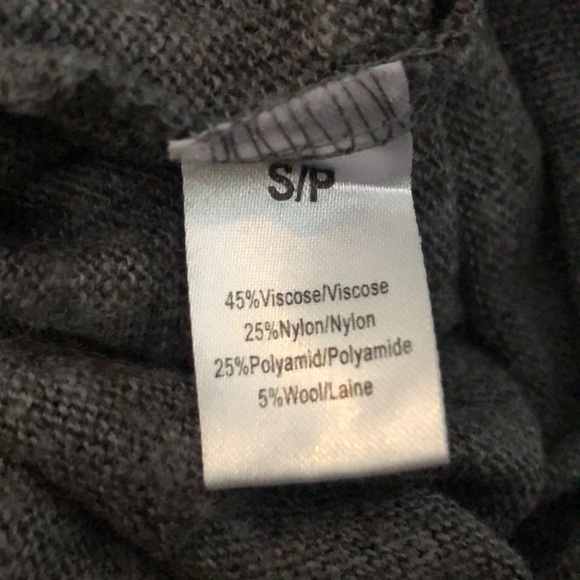 S/P
45%Viscose/Viscose
25%Nylon/Nylon
25%Polyamid/Polyamide
5%Wool/Laine